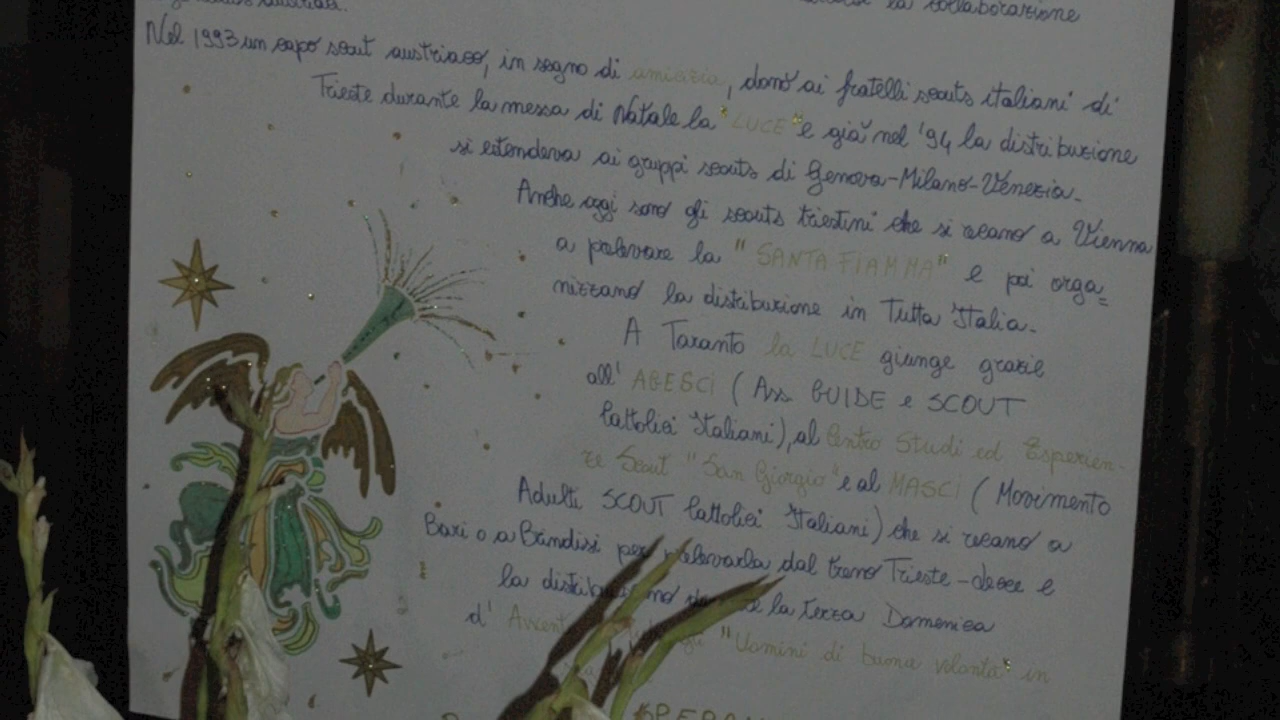 la collaborazione
Nel 1993 un capo scout austriaco, in segno di amicizia, donò ai fratelli scouts italiani di
Trieste durante la messa di Natale la "LUCE" e già nel '94 la distribuzione
si estendeva ai gruppi scouts di Genova-Milano-Venezia.
Anche oggi sono gli scouts triestini che si recano a Vienna
a prelevare la "SANTA FIAMMA" e poi orga=
nizzano la distribuzione in Tutta Italia.
A Taranto la LUCE giunge grazie
all' AGESCI (Ass GUIDE e SCOUT
Cattolici Italiani), al Centro Studi ed Esperien-
ze Scout "San Giorgio" e al MASCI (Movimento
Adulti SCOUT Cattolici Italiani) che si recano a
Bari o a Brindisi per prelevarla dal treno Trieste-Lecce e
la la terza Domenica
d' "Uomini di buona volontà" in